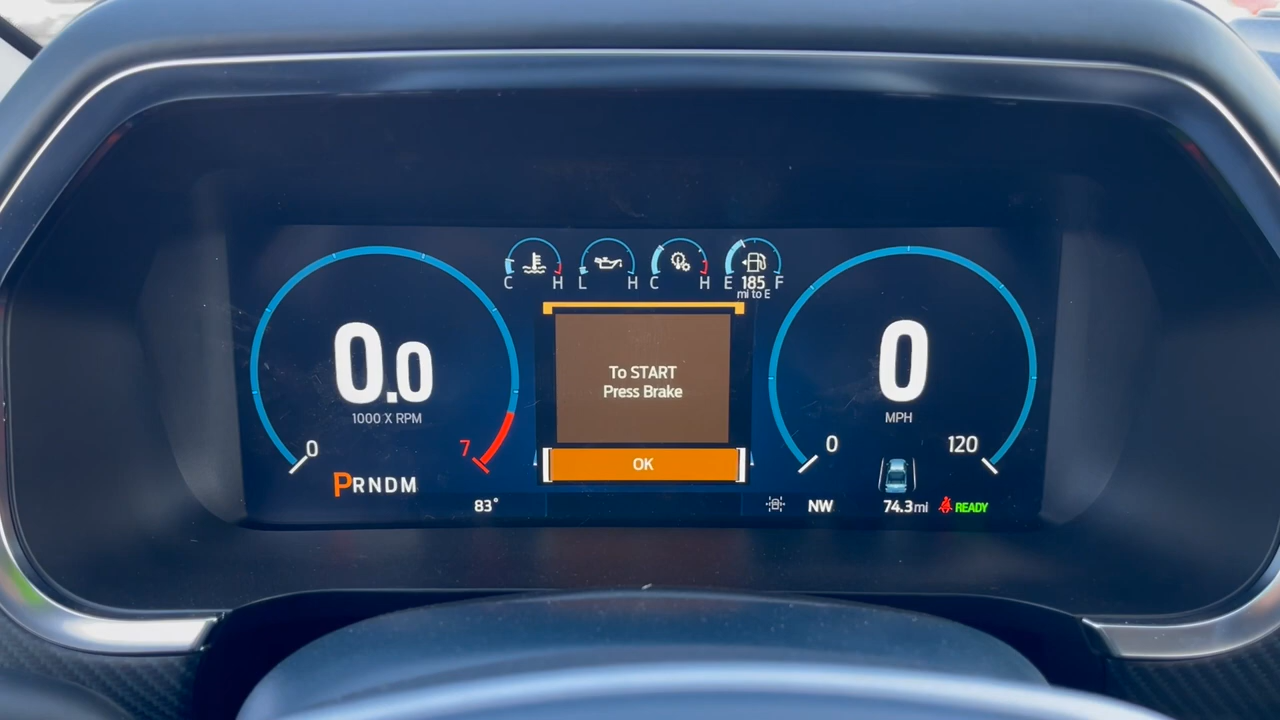 C H L H C H E 185 F
mi to E
0.0
1000 X RPM
0 7
PRNDM
83°
To START
Press Brake
OK
0
MPH
0 120
NW 74.3mi READY